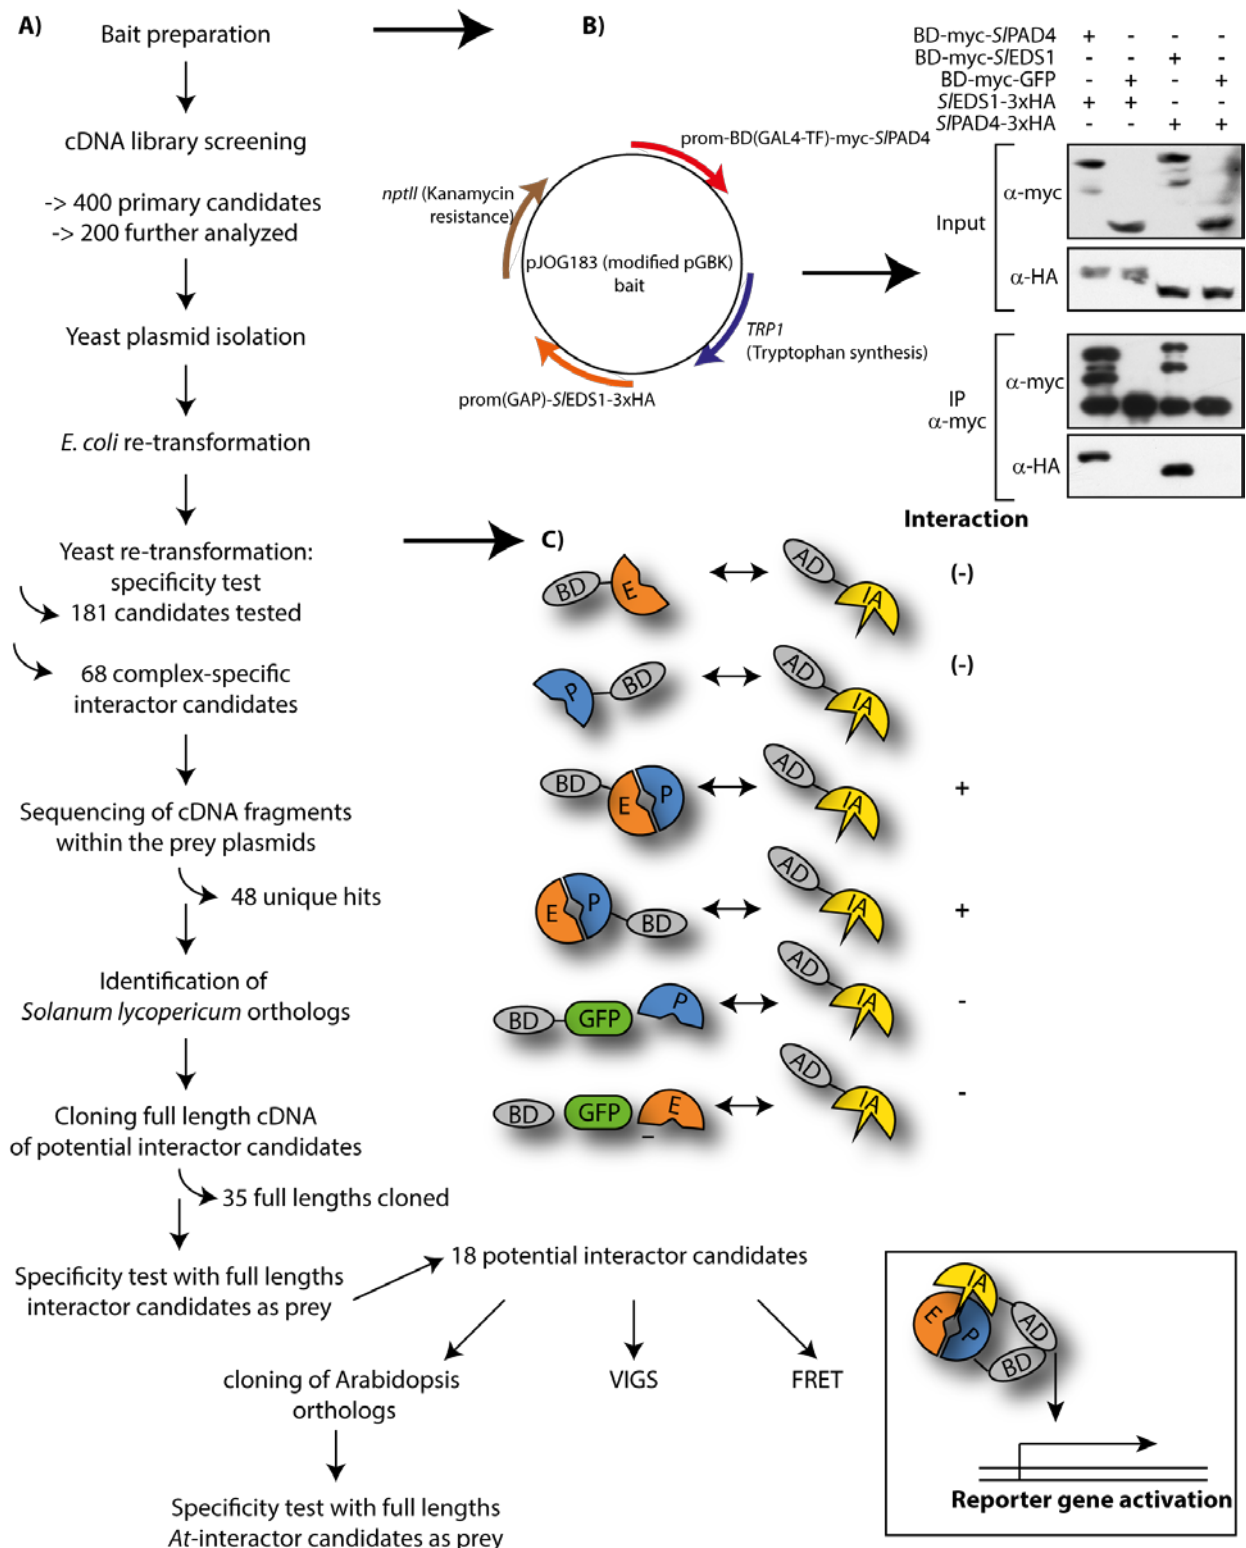 A)
Bait preparation
cDNA library screening
-> 400 primary candidates
-> 200 further analyzed
Yeast plasmid isolation
E. coli re-transformation
Yeast re-transformation:
specificity test
181 candidates tested
68 complex-specific
interactor candidates
Sequencing of cDNA fragments
within the prey plasmids
48 unique hits
Identification of
Solanum lycopericum orthologs
Cloning full length cDNA
of potential interactor candidates
35 full lengths cloned
Specificity test with full lengths
interactor candidates as prey
18 potential interactor candidates
cloning of Arabidopsis
orthologs
VIGS
FRET
Specificity test with full lengths
At-interactor candidates as prey
B)
prom-BD(GAL4-TF)-myc-SlPAD4
nptII (Kanamycin
resistance)
pJOG183 (modified pGBK)
bait
TRP1
(Tryptophan synthesis)
prom(GAP)-SlEDS1-3xHA
BD-myc-SlPAD4 + - - -
BD-myc-SlEDS1 - - + -
BD-myc-GFP - + - +
SlEDS1-3xHA + + - -
SlPAD4-3xHA - - + +
Input
α-myc
α-HA
IP
α-myc
α-myc
α-HA
C)
Interaction
BD E AD IA (-)
P BD AD IA (-)
BD E P AD IA +
E P BD AD IA +
BD GFP P AD IA -
BD GFP E AD IA -
IA
E P AD
BD
Reporter gene activation